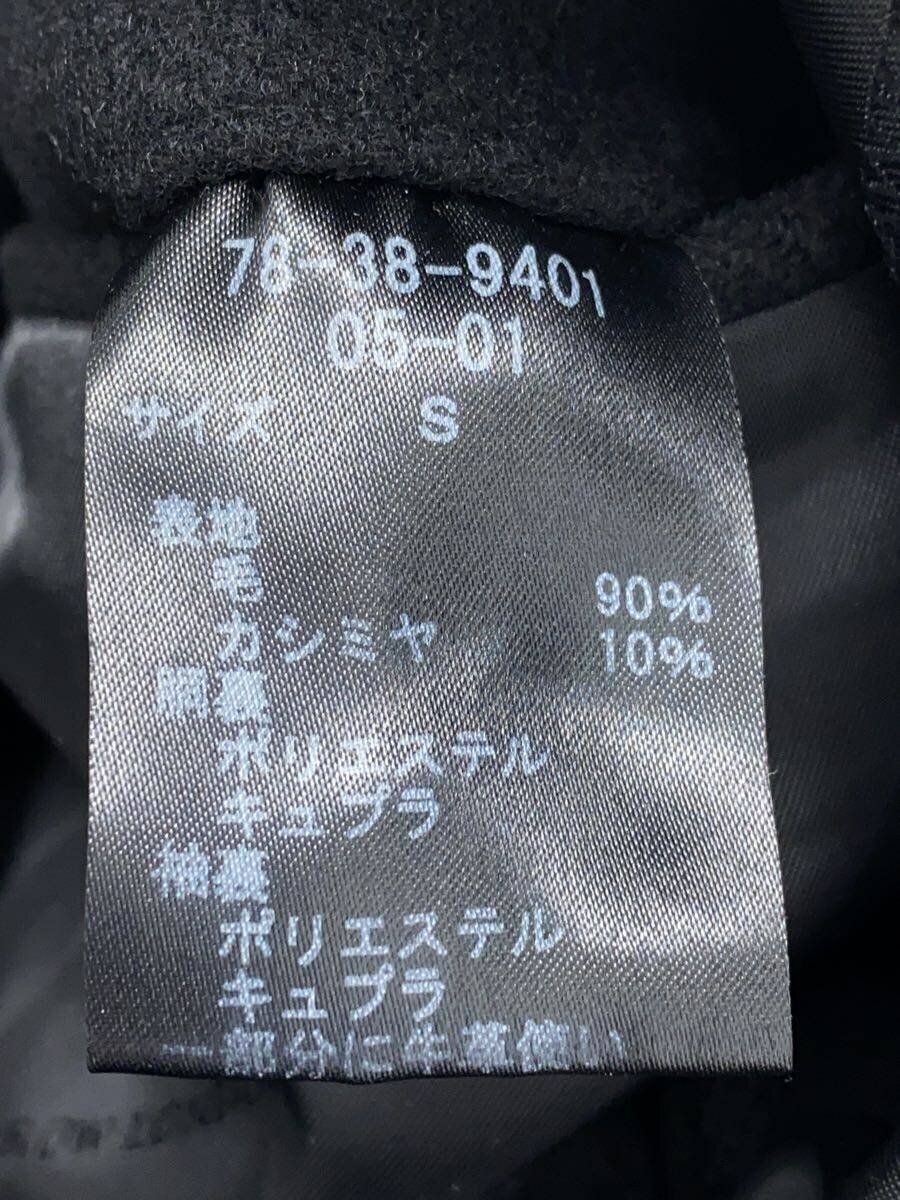 78-38-9401
05-01
サイズ S
表地
毛 90%
カシミヤ 10%
胴裏
ポリエステル
キュプラ
袖裏
ポリエステル
キュプラ
一部分に牛革使い